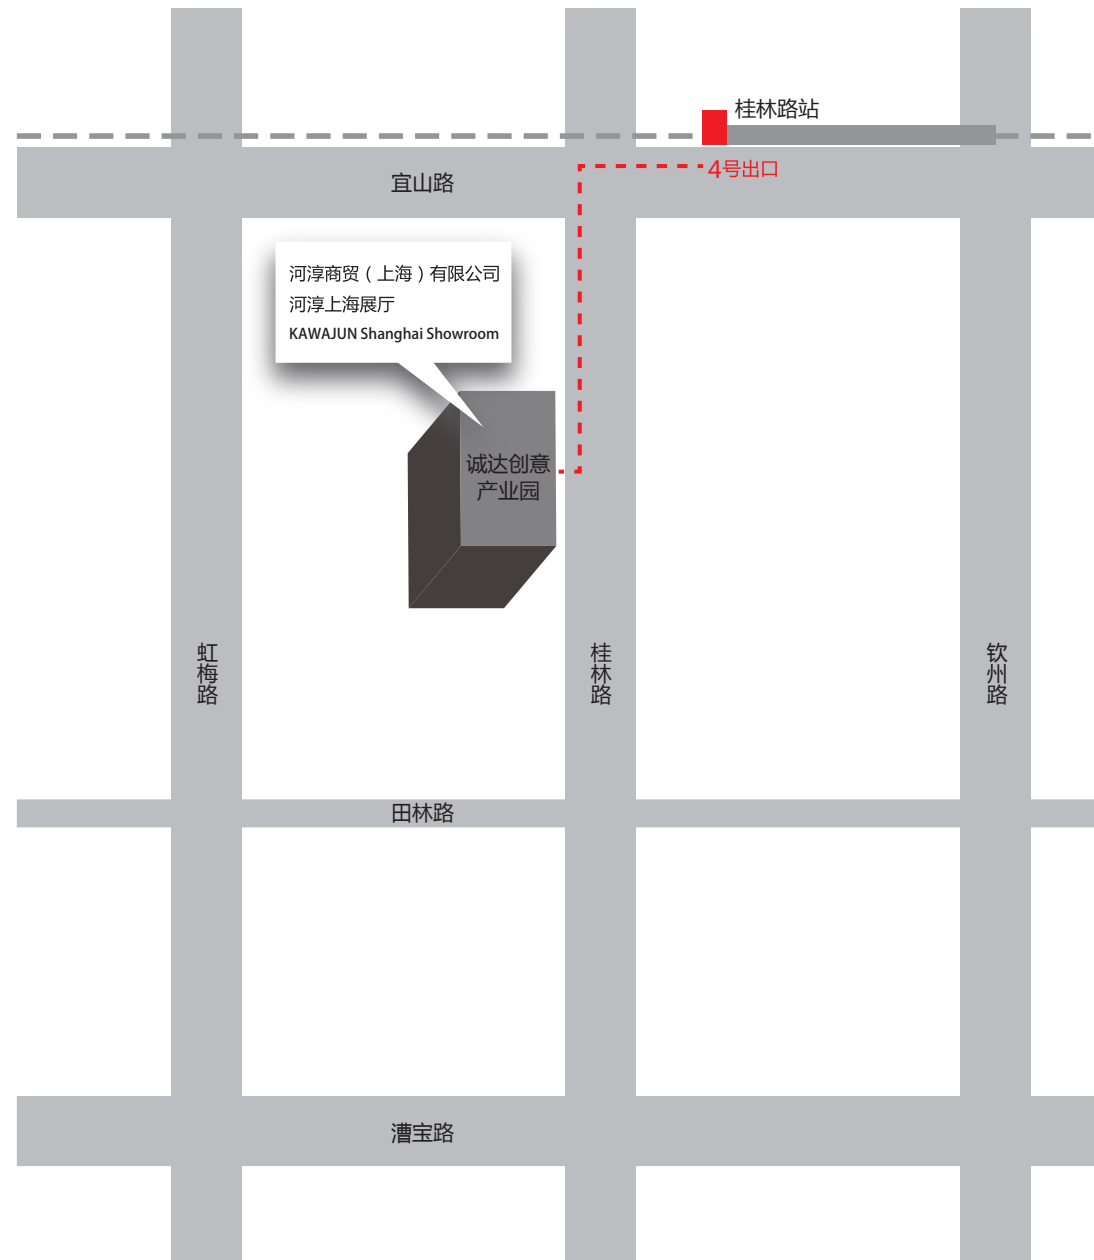 桂林路站
4号出口
宜山路
河淳商贸（上海）有限公司
河淳上海展厅
KAWAJUN Shanghai Showroom
诚达创意
产业园
虹梅路
桂林路
钦州路
田林路
漕宝路